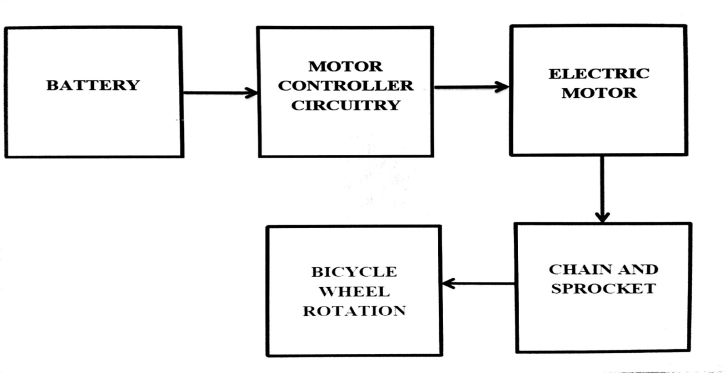 BATTERY
MOTOR
CONTROLLER
CIRCUITRY
ELECTRIC
MOTOR
CHAIN AND
SPROCKET
BICYCLE
WHEEL
ROTATION